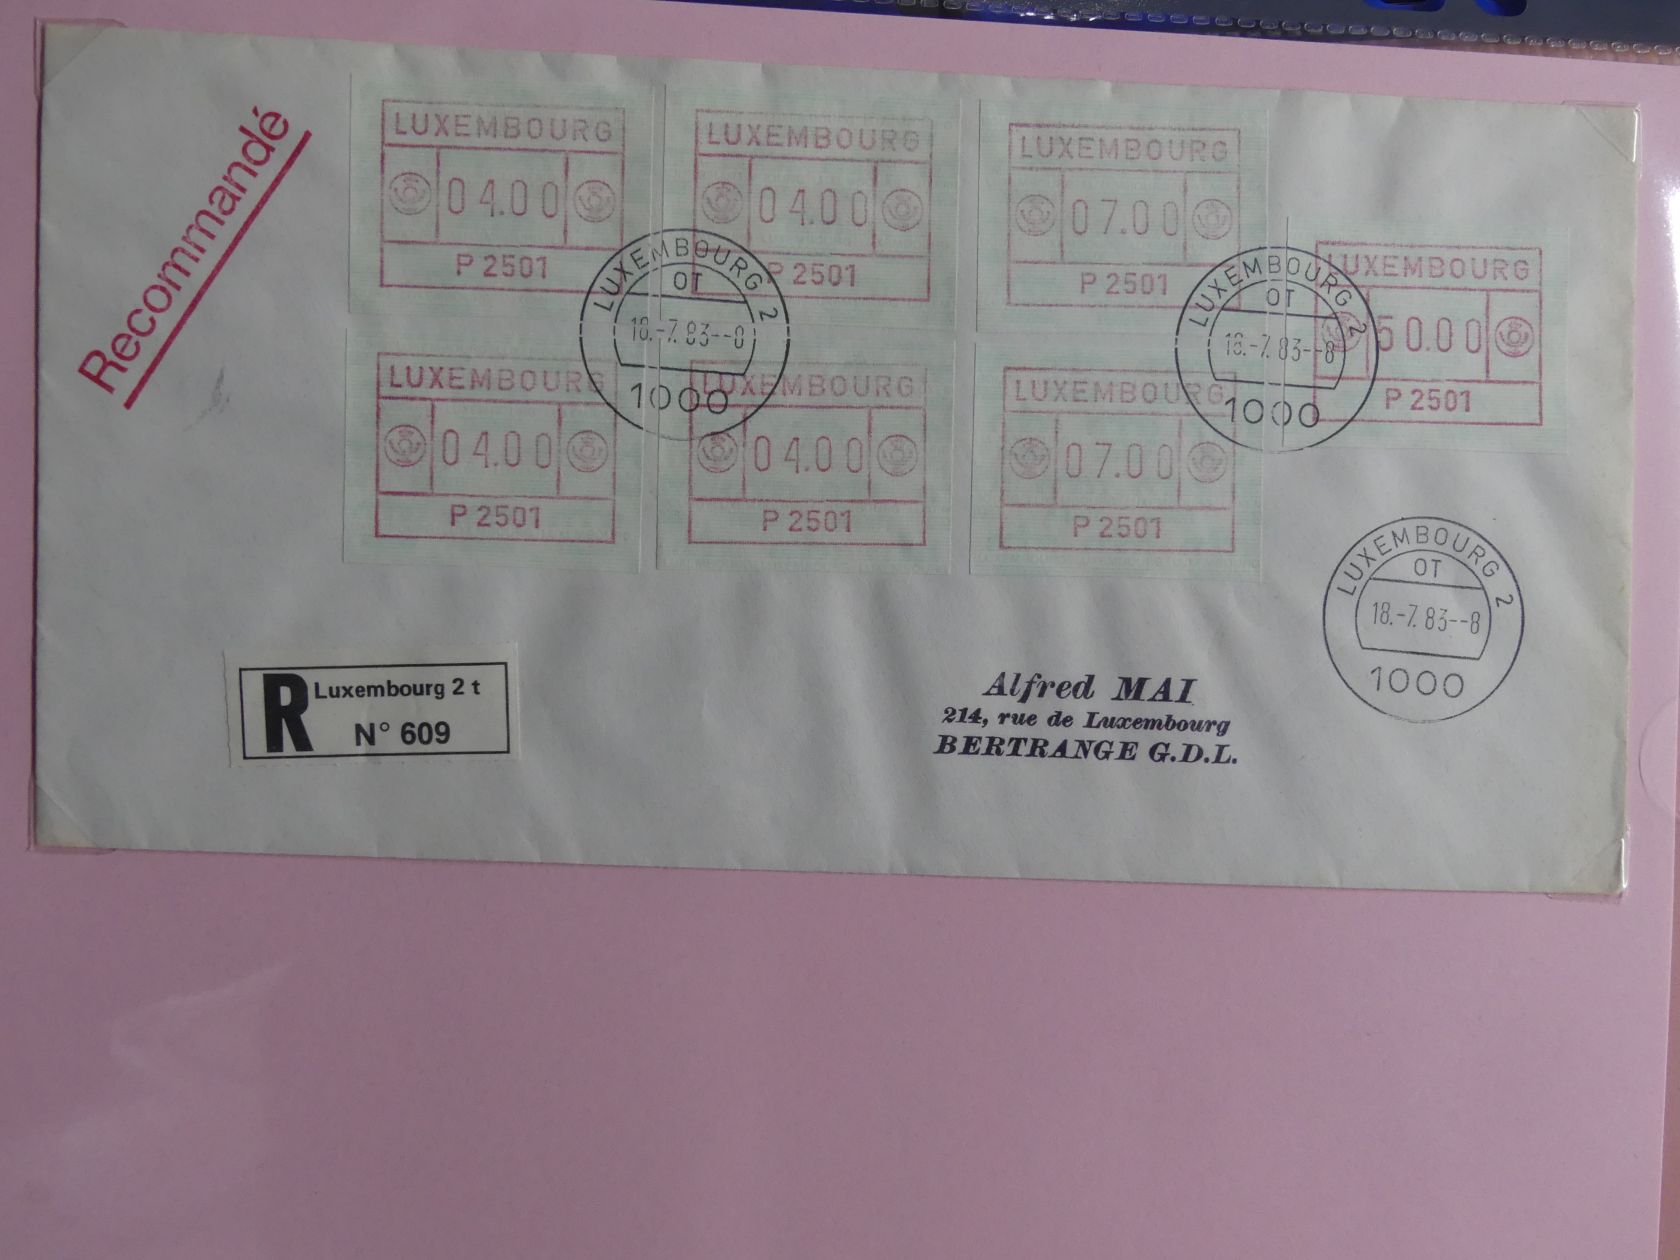 Recommandé
LUXEMBOURG
04.00
P 2501
LUXEMBOURG
04.00
P 2501
LUXEMBOURG
07.00
P 2501
LUXEMBOURG
50.00
P 2501
LUXEMBOURG
04.00
P 2501
LUXEMBOURG
04.00
P 2501
LUXEMBOURG
07.00
P 2501
LUXEMBOURG 2
OT
18.-7.83--8
1000
LUXEMBOURG 2
OT
18.-7.83--8
1000
LUXEMBOURG 2
OT
18.-7.83--8
1000
R Luxembourg 2 t
N° 609
Alfred MAI
214, rue de Luxembourg
BERTRANGE G.D.L.